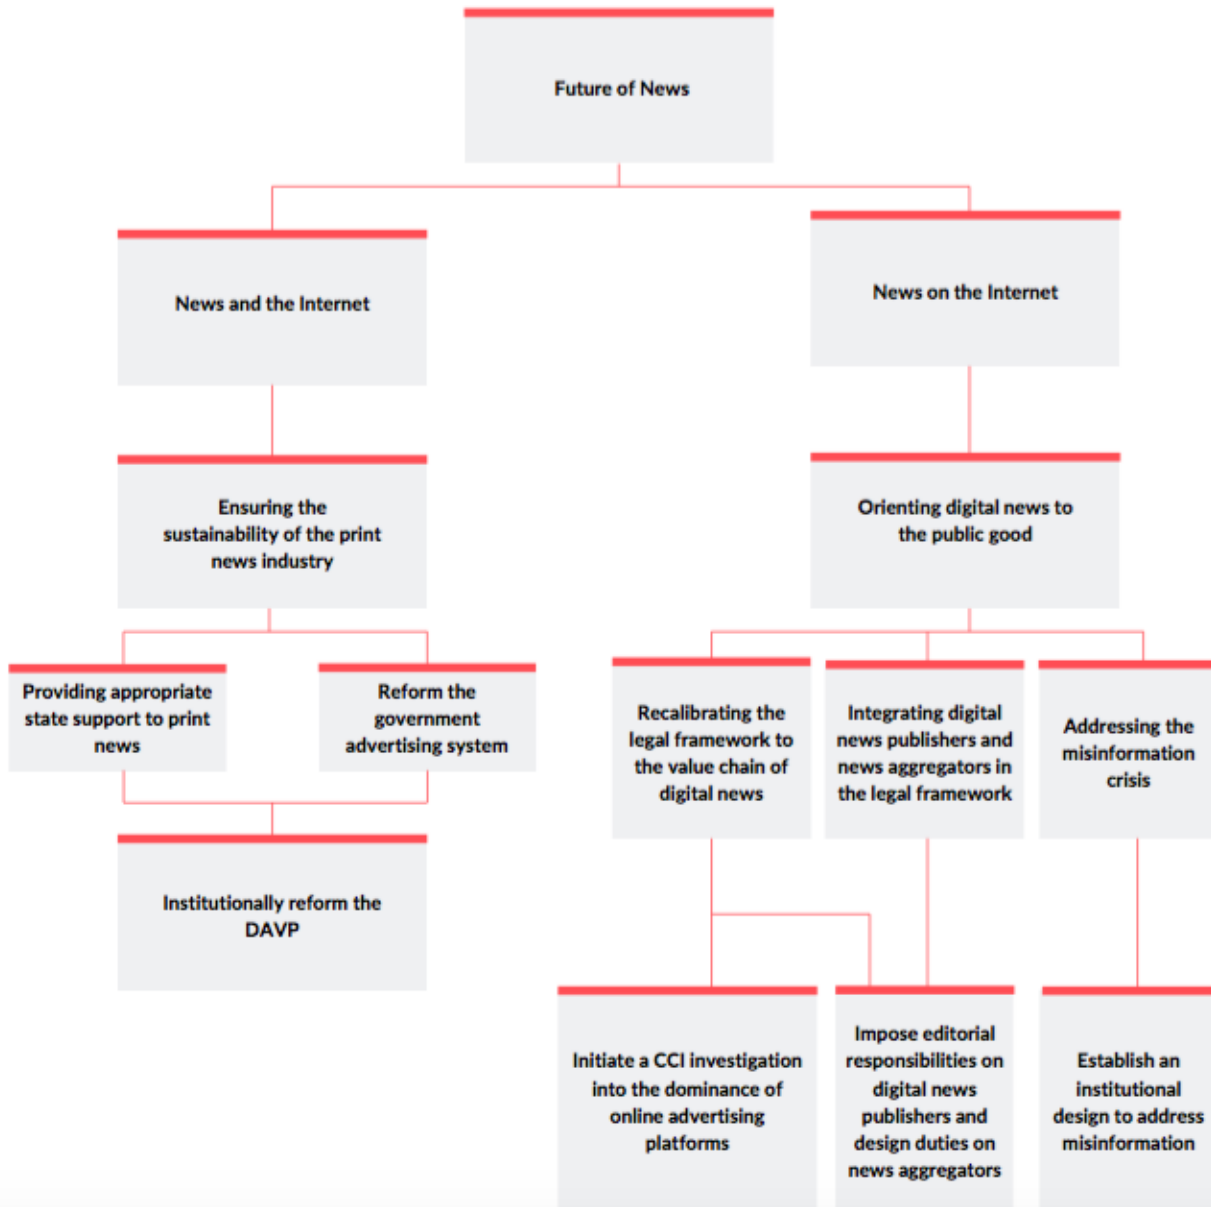 Future of News
News and the Internet
News on the Internet
Ensuring the
sustainability of the print
news industry
Orienting digital news to
the public good
Providing appropriate
state support to print
news
Reform the
government
advertising system
Recalibrating the
legal framework to
the value chain of
digital news
Integrating digital
news publishers and
news aggregators in
the legal framework
Addressing the
misinformation
crisis
Institutionally reform the
DAVP
Initiate a CCI investigation
into the dominance of
online advertising
platforms
Impose editorial
responsibilities on
digital news
publishers and
design duties on
news aggregators
Establish an
institutional
design to address
misinformation